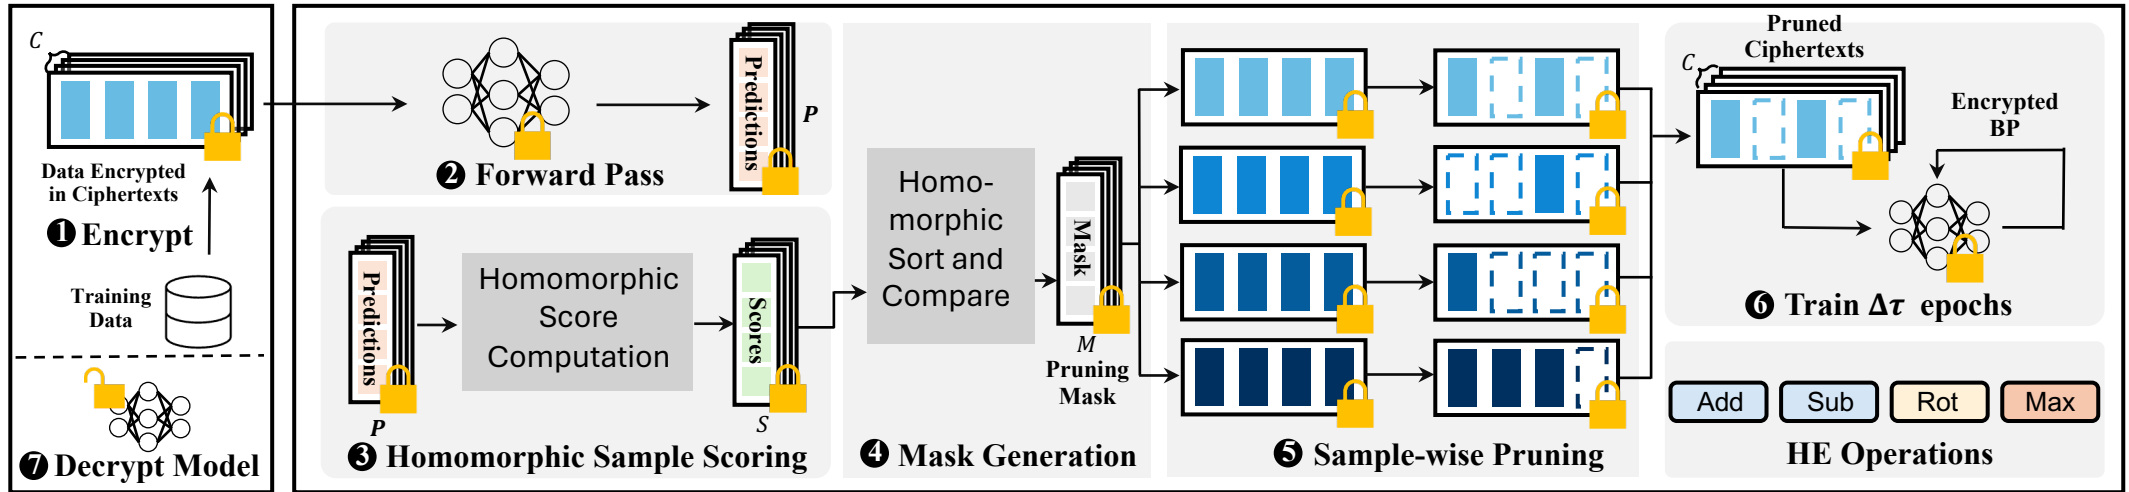 C
Data Encrypted
in Ciphertexts
❶ Encrypt
Training
Data
❼ Decrypt Model
Predictions
P
❷ Forward Pass
Predictions
P
Homomorphic
Score
Computation
Scores
S
❸ Homomorphic Sample Scoring
Homo-
morphic
Sort and
Compare
Mask
M
Pruning
Mask
❹ Mask Generation
❺ Sample-wise Pruning
Pruned
Ciphertexts
C
Encrypted
BP
❻ Train Δτ epochs
Add
Sub
Rot
Max
HE Operations